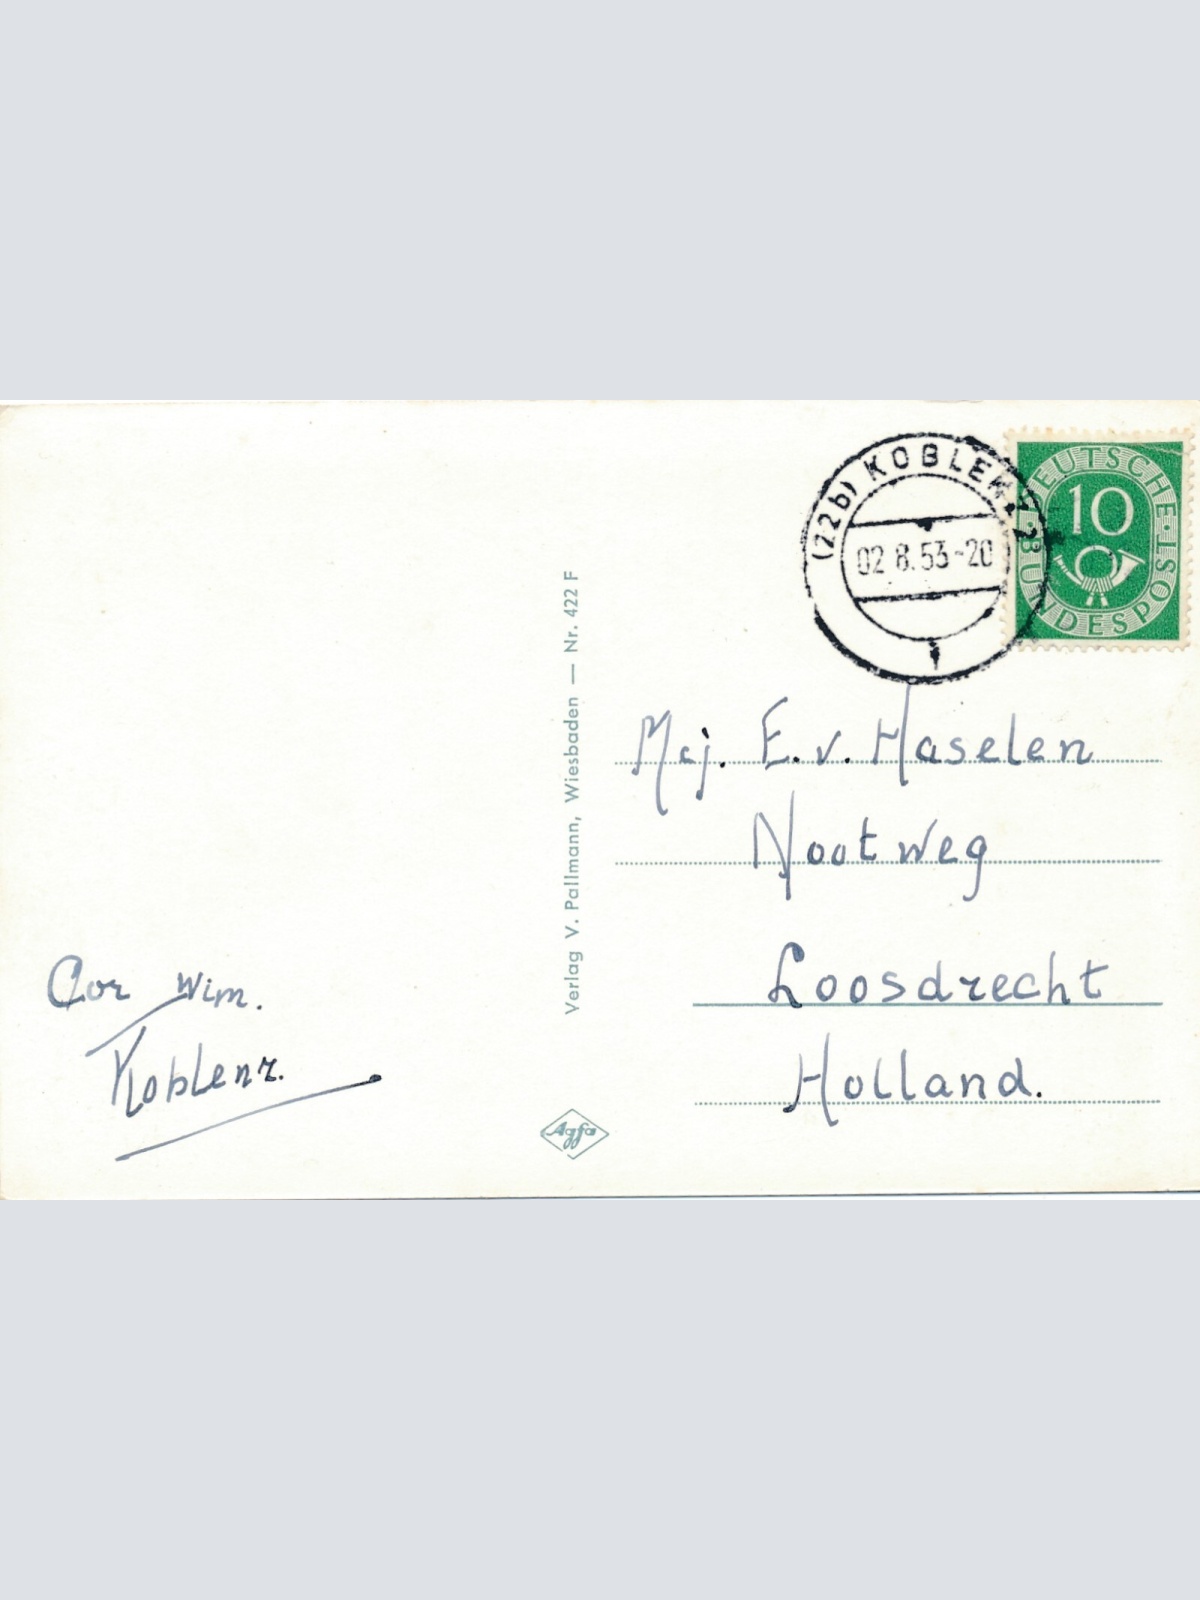 (22b) KOBLENZ 2
02.8.53-20
DEUTSCHE
10
BUNDESPOST
Mej. E. v. Haselen
Nootweg
Loosdrecht
Holland.
Cor Wim.
Koblenz.
Verlag V. Pallmann, Wiesbaden — Nr. 422 F
Agfa